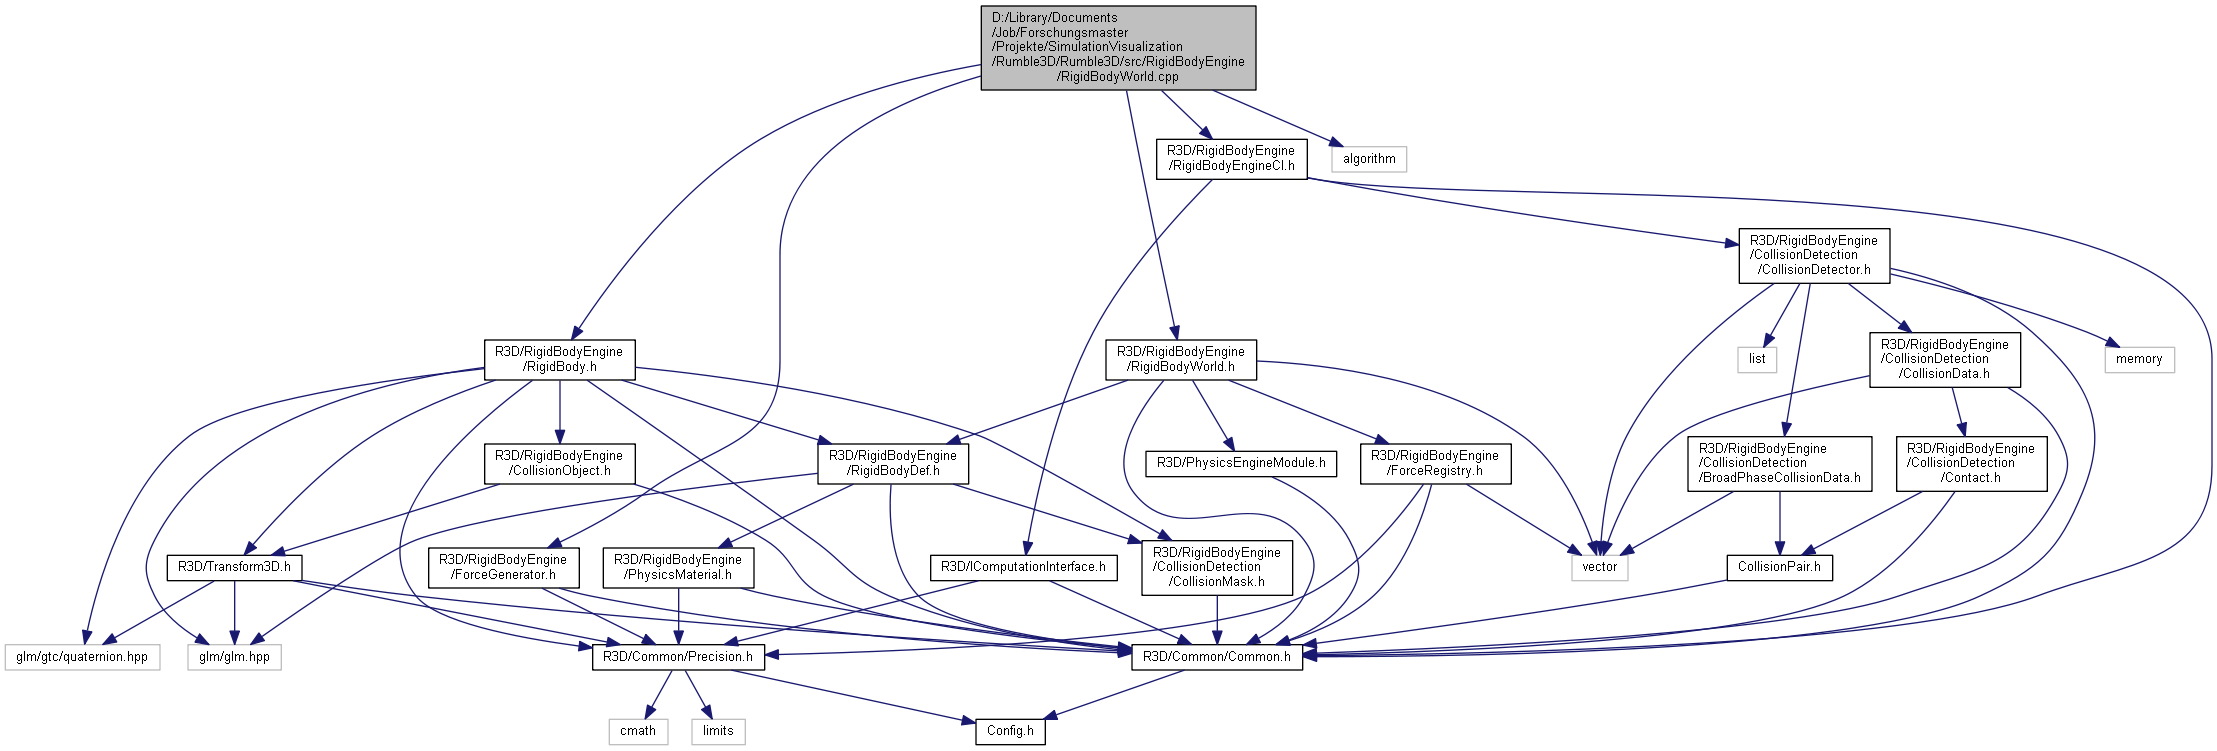 D:/Library/Documents
/Job/Forschungsmaster
/Projekte/SimulationVisualization
/Rumble3D/Rumble3D/src/RigidBodyEngine
/RigidBodyWorld.cpp
R3D/RigidBodyEngine
/RigidBodyEngineCI.h
algorithm
R3D/RigidBodyEngine
/CollisionDetection
/CollisionDetector.h
R3D/RigidBodyEngine
/RigidBody.h
R3D/RigidBodyEngine
/RigidBodyWorld.h
list
R3D/RigidBodyEngine
/CollisionDetection
/CollisionData.h
memory
R3D/RigidBodyEngine
/CollisionObject.h
R3D/RigidBodyEngine
/RigidBodyDef.h
R3D/PhysicsEngineModule.h
R3D/RigidBodyEngine
/ForceRegistry.h
R3D/RigidBodyEngine
/CollisionDetection
/BroadPhaseCollisionData.h
R3D/RigidBodyEngine
/CollisionDetection
/Contact.h
R3D/Transform3D.h
R3D/RigidBodyEngine
/ForceGenerator.h
R3D/RigidBodyEngine
/PhysicsMaterial.h
R3D/IComputationInterface.h
R3D/RigidBodyEngine
/CollisionDetection
/CollisionMask.h
vector
CollisionPair.h
glm/gtc/quaternion.hpp
glm/glm.hpp
R3D/Common/Precision.h
R3D/Common/Common.h
cmath
limits
Config.h